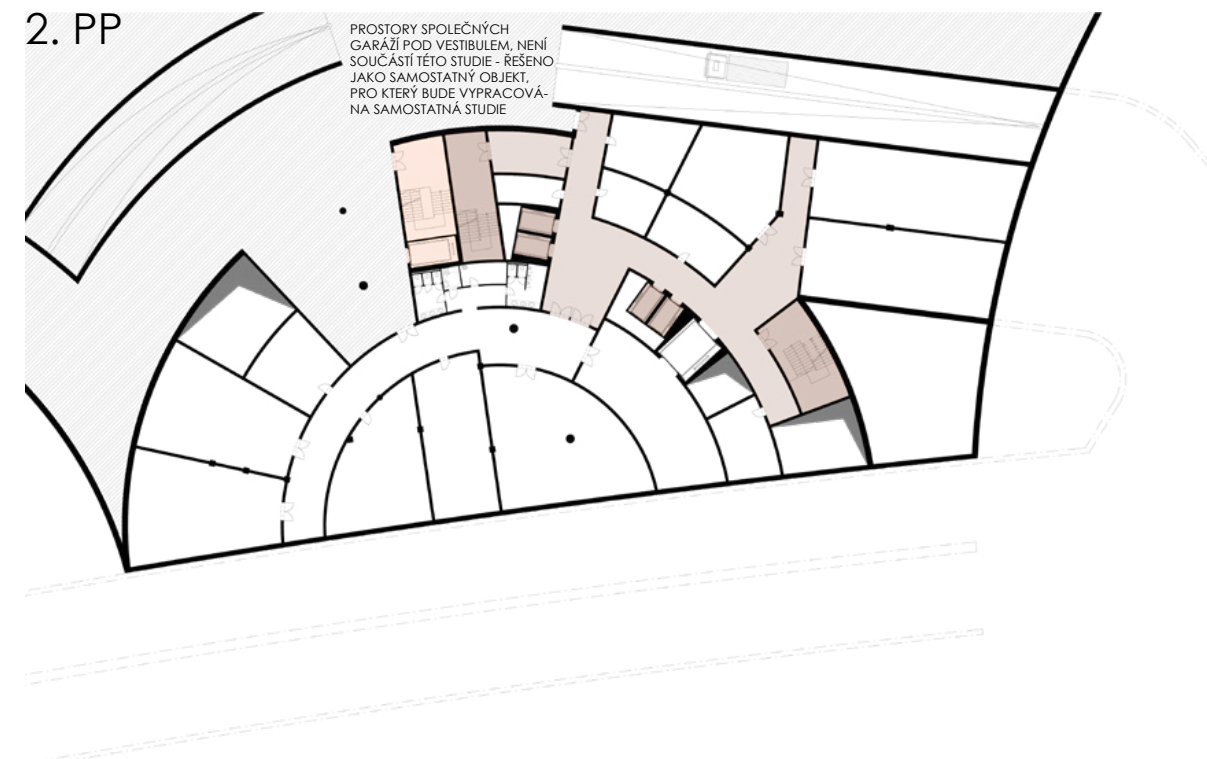 2. PP
PROSTORY SPOLEČNÝCH
GARÁŽÍ POD VESTIBULEM, NENÍ
SOUČÁSTÍ TÉTO STUDIE - ŘEŠENO
JAKO SAMOSTATNÝ OBJEKT,
PRO KTERÝ BUDE VYPRACOVÁ-
NA SAMOSTATNÁ STUDIE